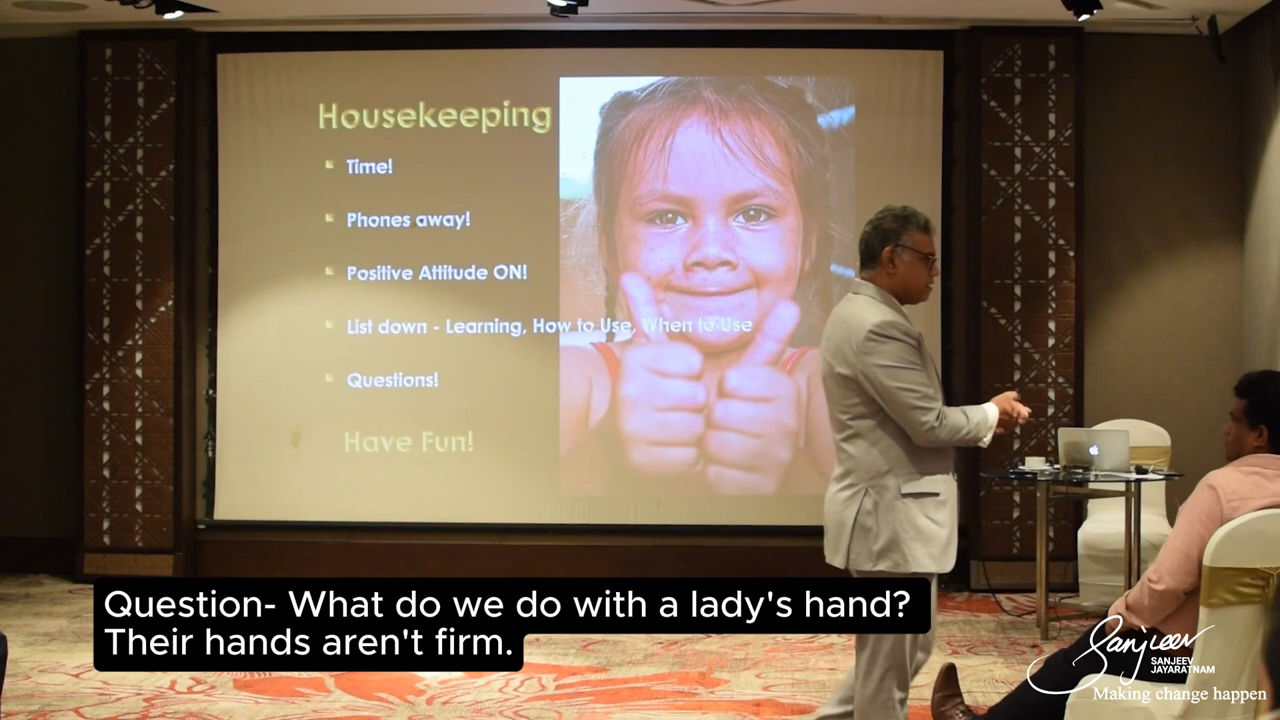 Housekeeping
Time!
Phones away!
Positive Attitude ON!
List down - Learning, How to Use, When to Use
Questions!
Have Fun!
Question- What do we do with a lady's hand?
Their hands aren't firm.
Sanjeev
SANJEEV
JAYARATNAM
Making change happen